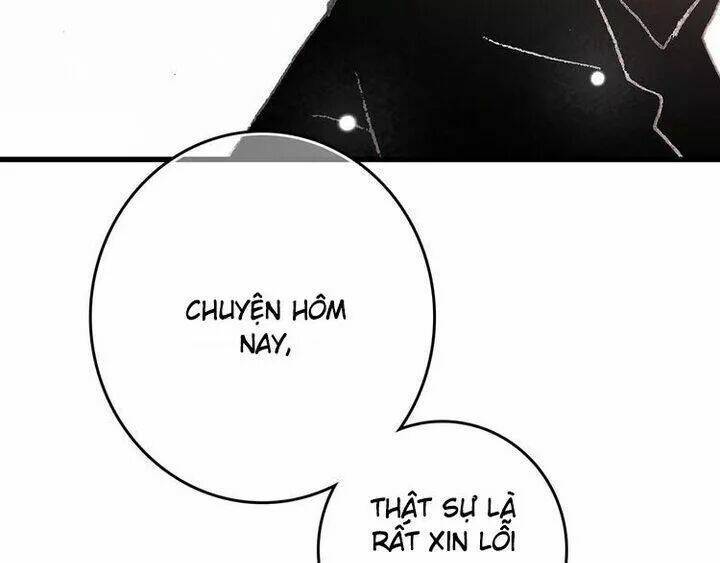 CHUYỆN HÔM
NAY,
THẬT SỰ LÀ
RẤT XIN LỖI